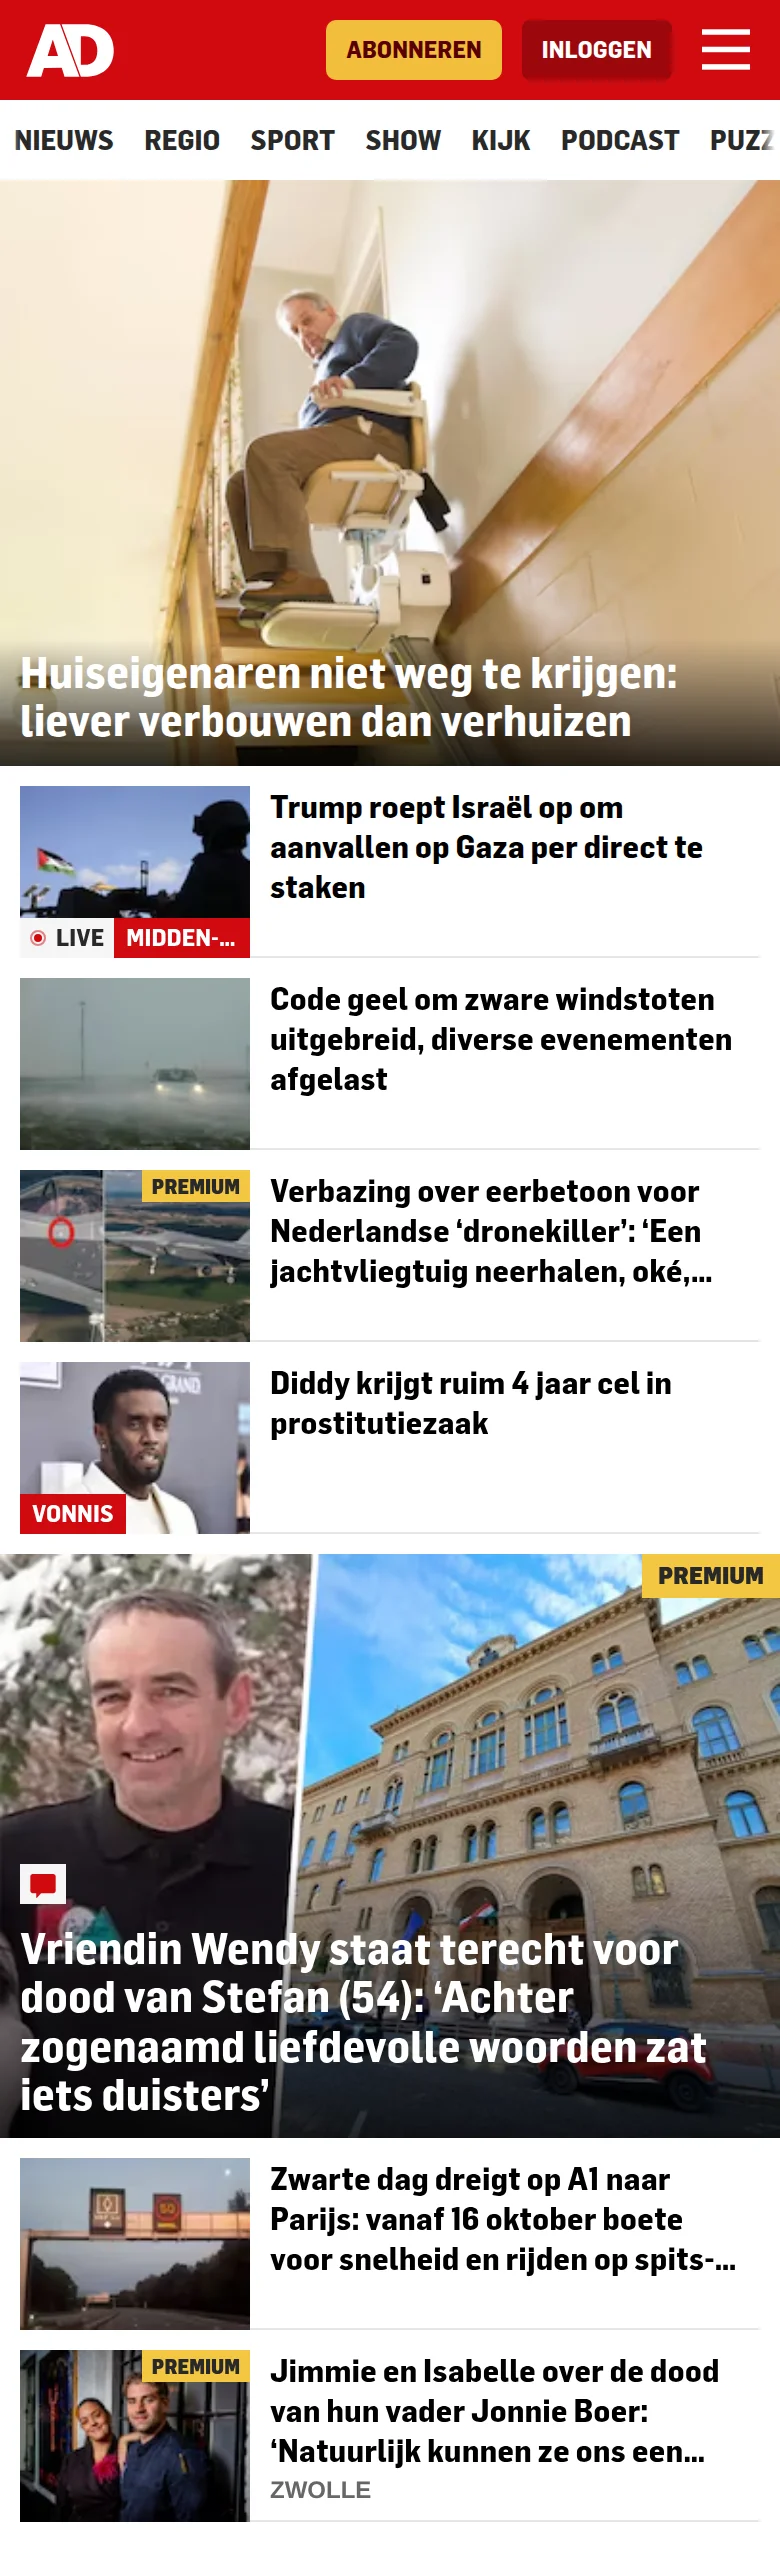 AD
ABONNEREN
INLOGGEN
NIEUWS REGIO SPORT SHOW KIJK PODCAST PUZZ
Huiseigenaren niet weg te krijgen:
liever verbouwen dan verhuizen
Trump roept Israël op om
aanvallen op Gaza per direct te
staken
LIVE MIDDEN-...
Code geel om zware windstoten
uitgebreid, diverse evenementen
afgelast
PREMIUM
Verbazing over eerbetoon voor
Nederlandse ‘dronekiller’: ‘Een
jachtvliegtuig neerhalen, oké,...
Diddy krijgt ruim 4 jaar cel in
prostitutiezaak
VONNIS
PREMIUM
Vriendin Wendy staat terecht voor
dood van Stefan (54): ‘Achter
zogenaamd liefdevolle woorden zat
iets duisters’
Zwarte dag dreigt op A1 naar
Parijs: vanaf 16 oktober boete
voor snelheid en rijden op spits-...
PREMIUM
Jimmie en Isabelle over de dood
van hun vader Jonnie Boer:
‘Natuurlijk kunnen ze ons een...
ZWOLLE